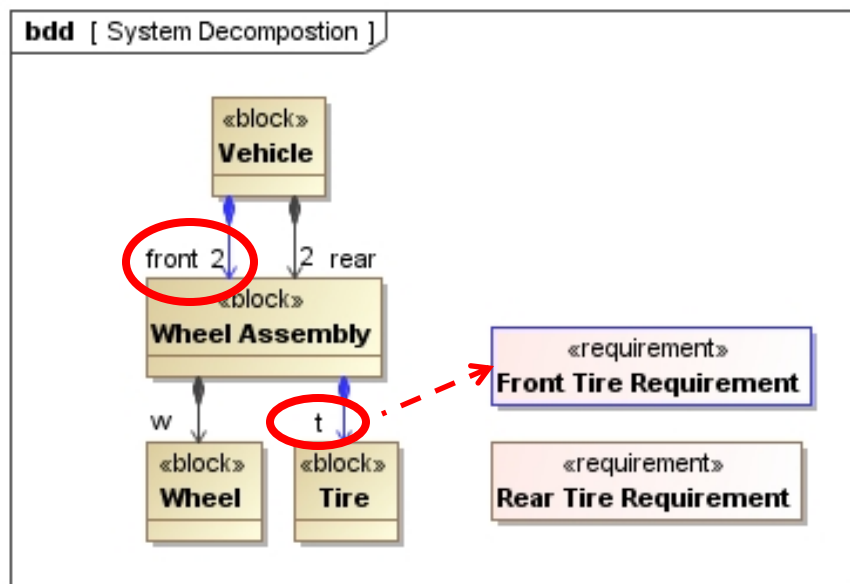 bdd [ System Decompostion ]
«block»
Vehicle
front 2
2 rear
«block»
Wheel Assembly
«requirement»
Front Tire Requirement
w
t
«block»
Wheel
«block»
Tire
«requirement»
Rear Tire Requirement